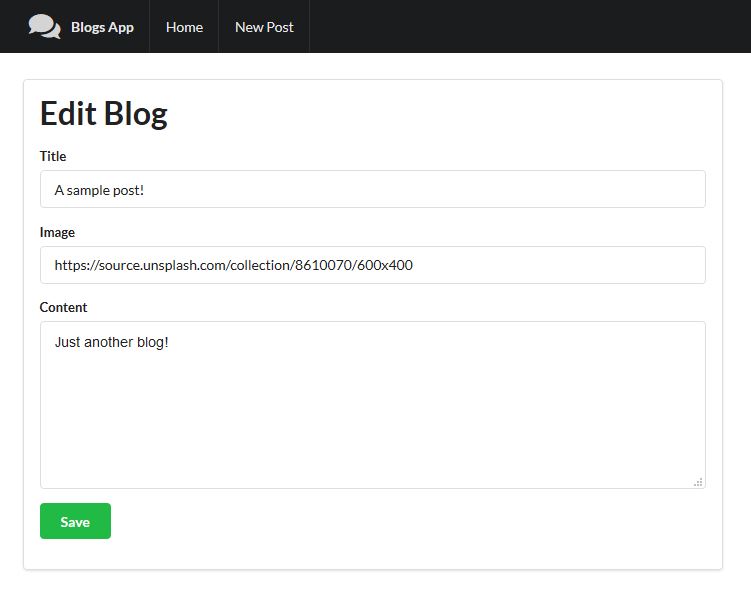 Blogs App Home New Post
Edit Blog
Title
A sample post!
Image
https://source.unsplash.com/collection/8610070/600x400
Content
Just another blog!
Save